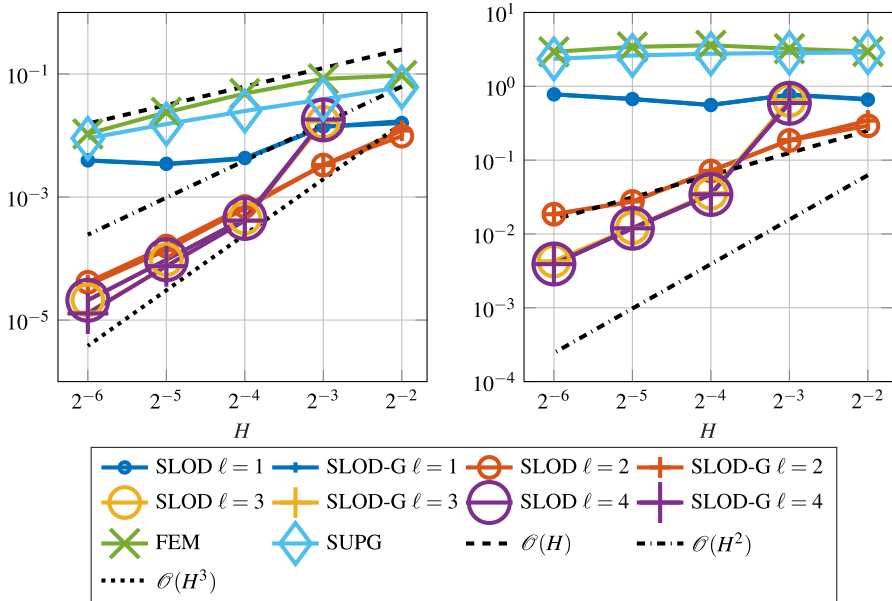 10^−1
10^−3
10^−5
2^−6 2^−5 2^−4 2^−3 2^−2
H
10^1
10^0
10^−1
10^−2
10^−3
10^−4
2^−6 2^−5 2^−4 2^−3 2^−2
H
SLOD ℓ = 1 SLOD-G ℓ = 1 SLOD ℓ = 2 SLOD-G ℓ = 2
SLOD ℓ = 3 SLOD-G ℓ = 3 SLOD ℓ = 4 SLOD-G ℓ = 4
FEM SUPG 𝒪(H) 𝒪(H^2)
𝒪(H^3)